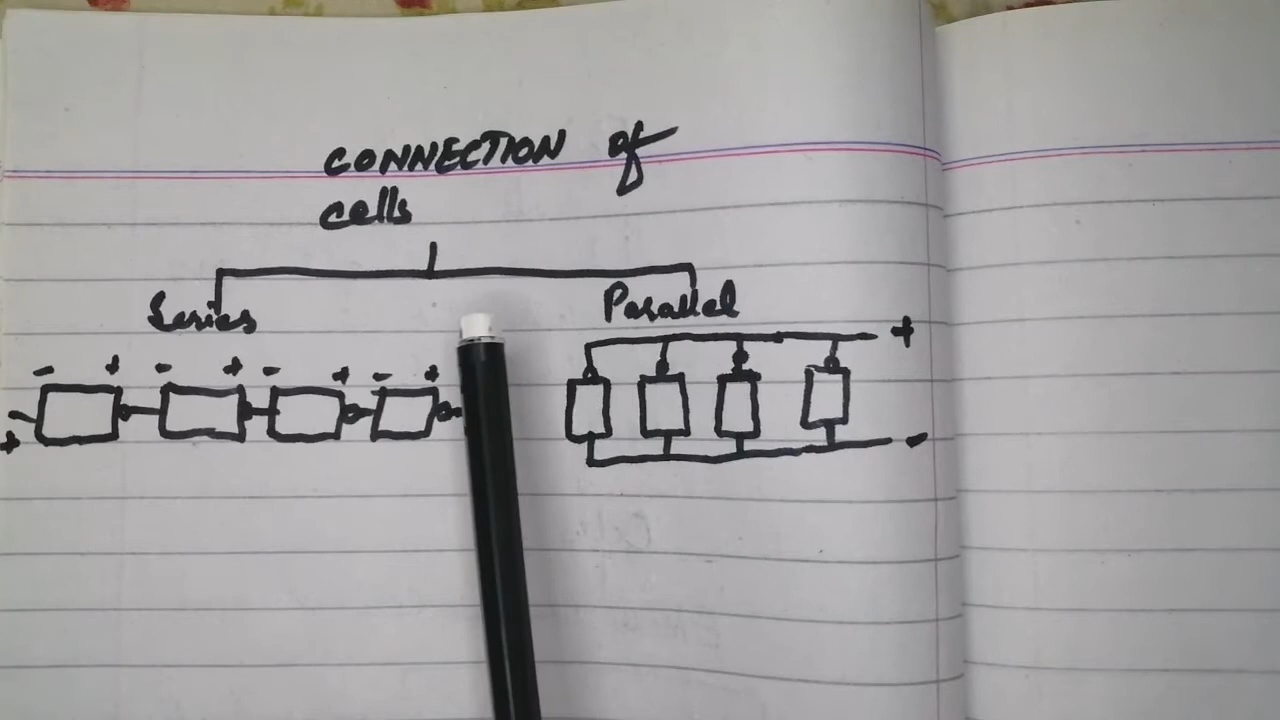 CONNECTION of
cells
Series
Parallel
+
- + - + - + - +
+
-